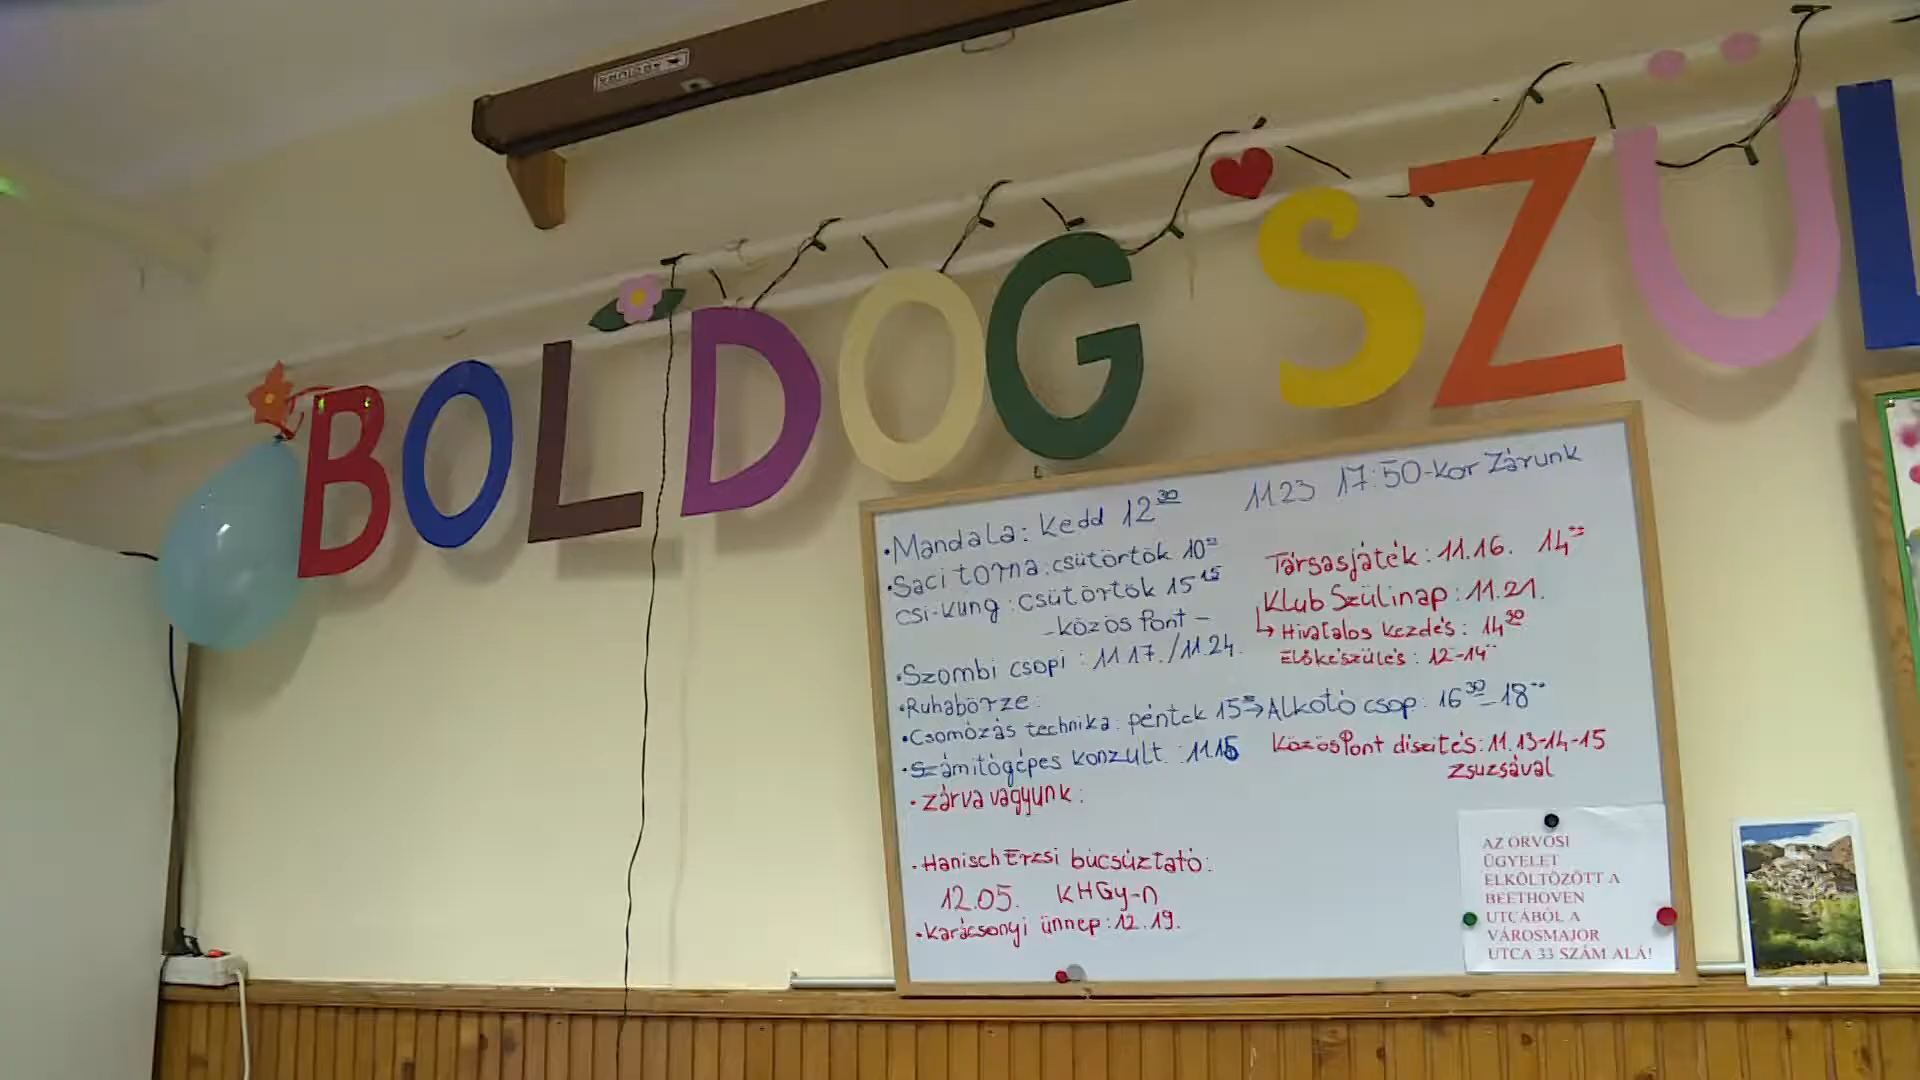 BOLDOG SZÜL
•Mandala: kedd 12³⁰
•Saci torna: csütörtök 10⁰⁰
csi-kung: csütörtök 15¹⁵
-közös Pont-
•Szombi csopi: 11.17./11.24.
•Ruhabörze:
•Csomózás technika: péntek 15⁰⁰→Alkotó csop: 16³⁰-18⁰⁰
•Számitógépes konzult.: 11.15
•zárva vagyunk:
•Hanisch Erzsi búcsúztató:
12.05. KHGy-n
•Karácsonyi ünnep: 12.19.
1123 17:50-kor Zárunk
Társasjáték: 11.16. 14⁰⁰
Klub Szülinap: 11.21.
↳ Hivatalos kezdés: 14³⁰
Előkészülés: 12-14⁰⁰
KözösPont díszítés: 11.13-14-15
Zsuzsával
AZ ORVOSI
ÜGYELET
ELKÖLTÖZÖTT A
BEETHOVEN
UTCÁBÓL A
VÁROSMAJOR
UTCA 33 SZÁM ALÁ!